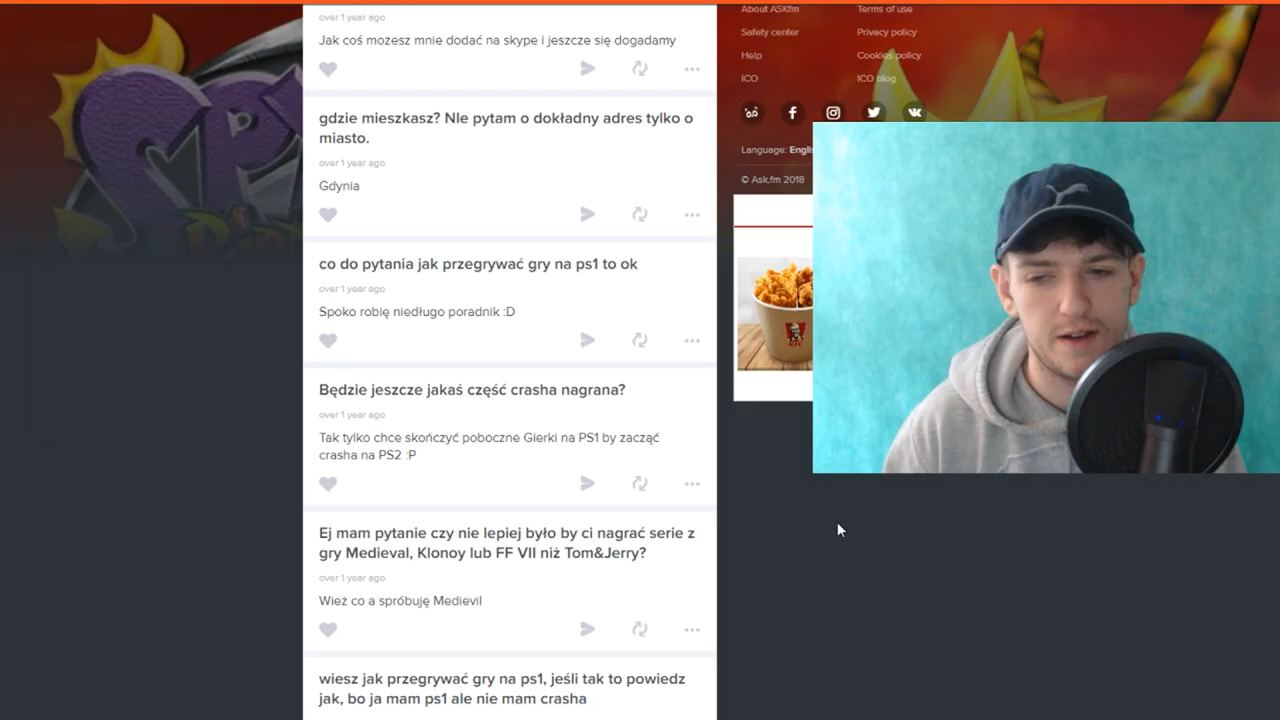 over 1 year ago
Jak coś możesz mnie dodać na skype i jeszcze się dogadamy
gdzie mieszkasz? NIe pytam o dokładny adres tylko o
miasto.
over 1 year ago
Gdynia
co do pytania jak przegrywać gry na ps1 to ok
over 1 year ago
Spoko robię niedługo poradnik :D
Będzie jeszcze jakaś część crasha nagrana?
over 1 year ago
Tak tylko chce skończyć poboczne Gierki na PS1 by zacząć
crasha na PS2 :P
Ej mam pytanie czy nie lepiej było by ci nagrać serie z
gry Medieval, Klonoy lub FF VII niż Tom&Jerry?
over 1 year ago
Wież co a spróbuję Medievil
wiesz jak przegrywać gry na ps1, jeśli tak to powiedz
jak, bo ja mam ps1 ale nie mam crasha
About ASKfm
Terms of use
Safety center
Privacy policy
Help
Cookies policy
ICO
ICO blog
Language: Englis
© Ask.fm 2018
KFC